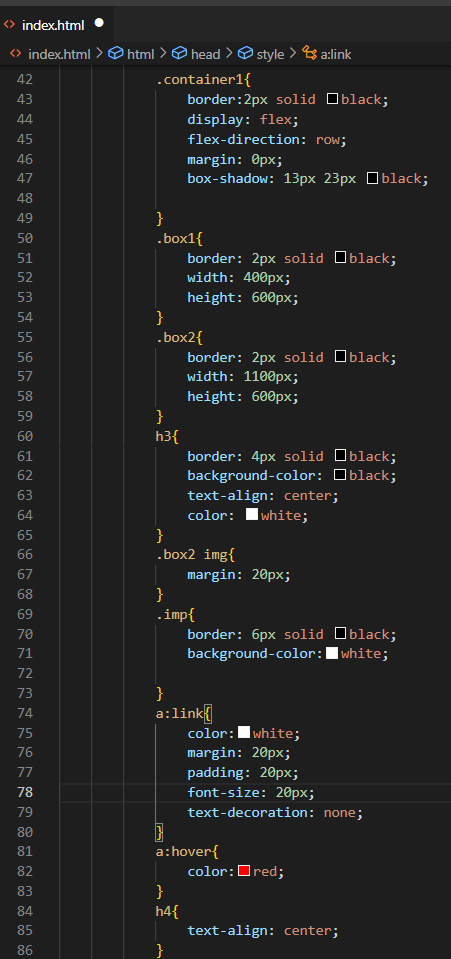 index.html
index.html > html > head > style > a:link
42 .container1{
43 border:2px solid black;
44 display: flex;
45 flex-direction: row;
46 margin: 0px;
47 box-shadow: 13px 23px black;
48
49 }
50 .box1{
51 border: 2px solid black;
52 width: 400px;
53 height: 600px;
54 }
55 .box2{
56 border: 2px solid black;
57 width: 1100px;
58 height: 600px;
59 }
60 h3{
61 border: 4px solid black;
62 background-color: black;
63 text-align: center;
64 color: white;
65 }
66 .box2 img{
67 margin: 20px;
68 }
69 .imp{
70 border: 6px solid black;
71 background-color:white;
72
73 }
74 a:link{
75 color:white;
76 margin: 20px;
77 padding: 20px;
78 font-size: 20px;
79 text-decoration: none;
80 }
81 a:hover{
82 color:red;
83 }
84 h4{
85 text-align: center;
86 }